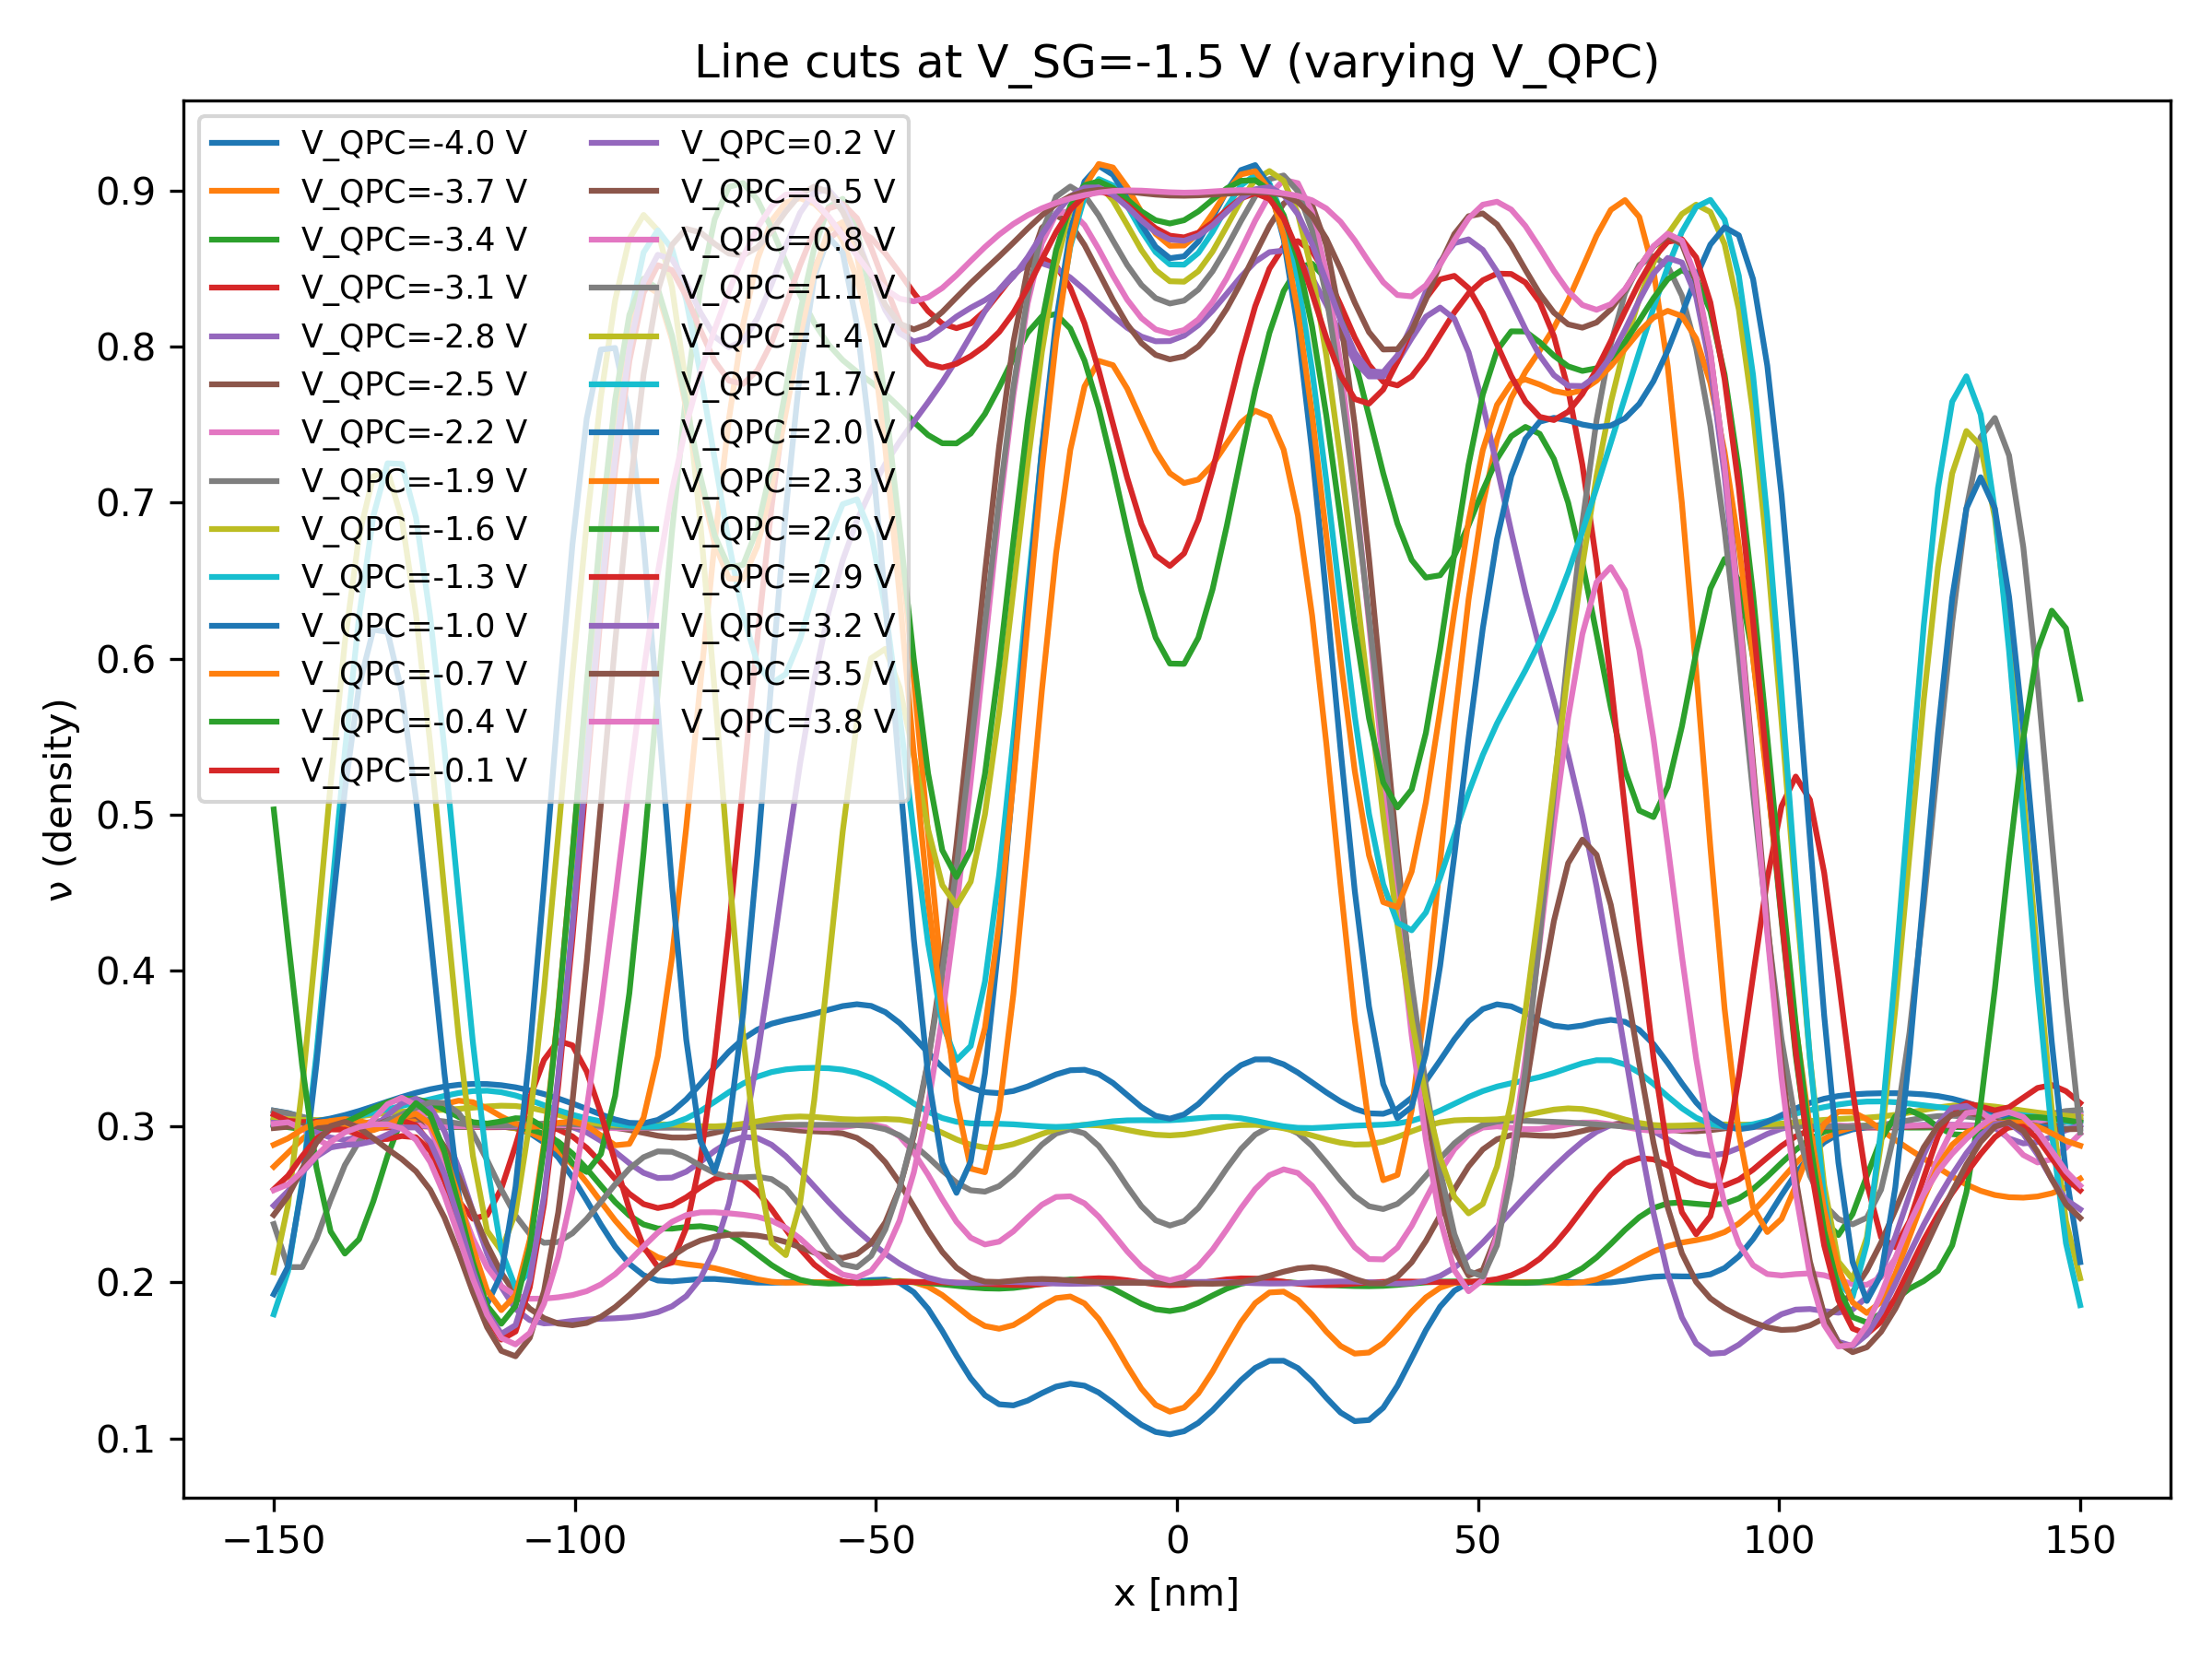 Line cuts at V_SG=-1.5 V (varying V_QPC)
V_QPC=-4.0 V
V_QPC=-3.7 V
V_QPC=-3.4 V
V_QPC=-3.1 V
V_QPC=-2.8 V
V_QPC=-2.5 V
V_QPC=-2.2 V
V_QPC=-1.9 V
V_QPC=-1.6 V
V_QPC=-1.3 V
V_QPC=-1.0 V
V_QPC=-0.7 V
V_QPC=-0.4 V
V_QPC=-0.1 V
V_QPC=0.2 V
V_QPC=0.5 V
V_QPC=0.8 V
V_QPC=1.1 V
V_QPC=1.4 V
V_QPC=1.7 V
V_QPC=2.0 V
V_QPC=2.3 V
V_QPC=2.6 V
V_QPC=2.9 V
V_QPC=3.2 V
V_QPC=3.5 V
V_QPC=3.8 V
0.9
0.8
0.7
0.6
0.5
0.4
0.3
0.2
0.1
ν (density)
−150
−100
−50
0
50
100
150
x [nm]